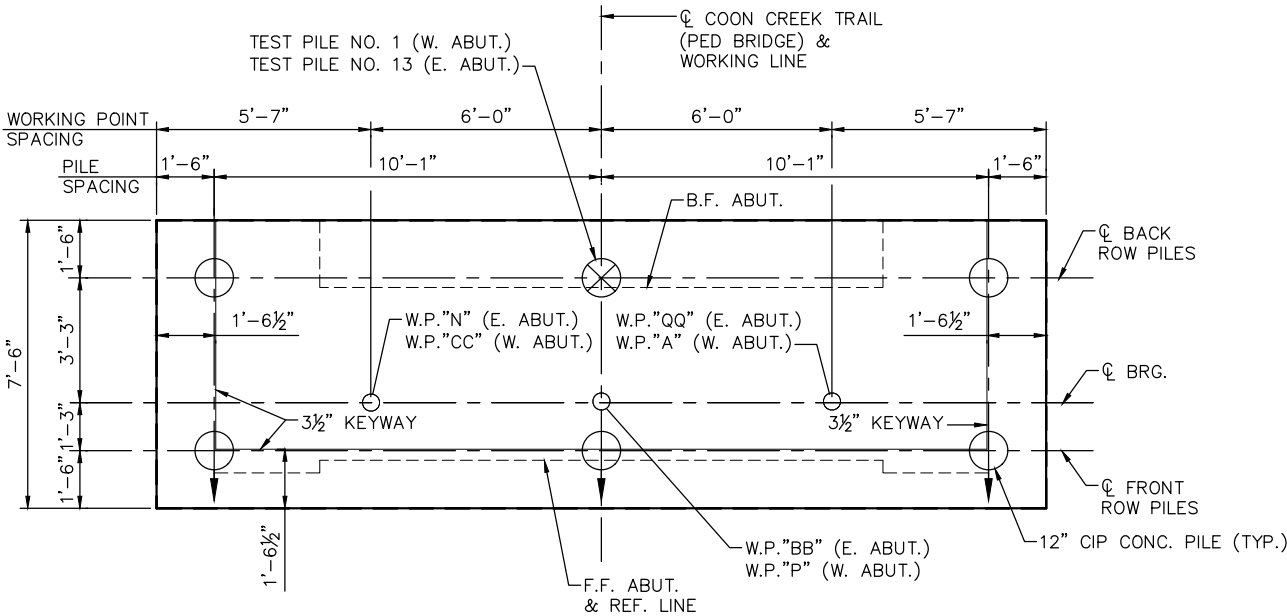 ℄ COON CREEK TRAIL
(PED BRIDGE) &
WORKING LINE
TEST PILE NO. 1 (W. ABUT.)
TEST PILE NO. 13 (E. ABUT.)
WORKING POINT
SPACING
5'-7"
6'-0"
6'-0"
5'-7"
PILE
SPACING
1'-6"
10'-1"
10'-1"
1'-6"
B.F. ABUT.
℄ BACK
ROW PILES
7'-6"
1'-6"
3'-3"
1'-3"
1'-6"
1'-6½"
W.P."N" (E. ABUT.)
W.P."CC" (W. ABUT.)
W.P."QQ" (E. ABUT.)
W.P."A" (W. ABUT.)
1'-6½"
℄ BRG.
3½" KEYWAY
3½" KEYWAY
℄ FRONT
ROW PILES
12" CIP CONC. PILE (TYP.)
1'-6½"
W.P."BB" (E. ABUT.)
W.P."P" (W. ABUT.)
F.F. ABUT.
& REF. LINE